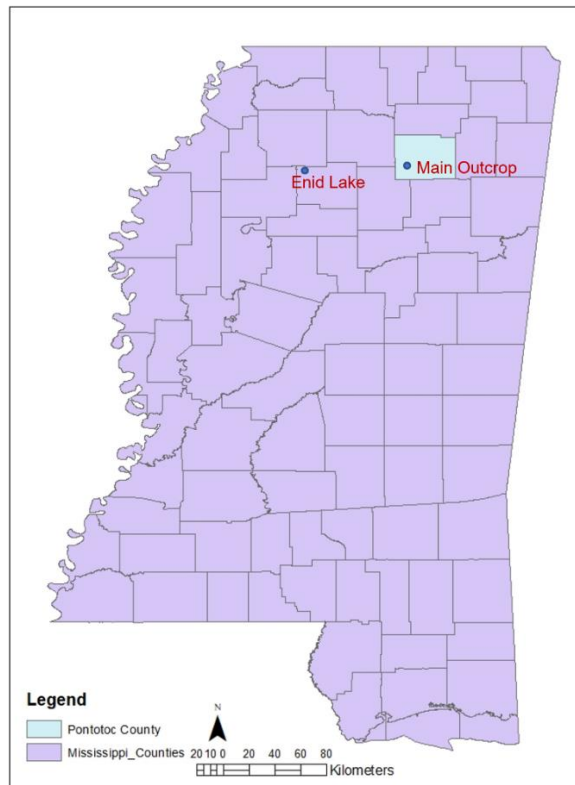 Enid Lake
Main Outcrop
Legend
Pontotoc County
Mississippi_Counties
N
20 10 0 20 40 60 80
Kilometers